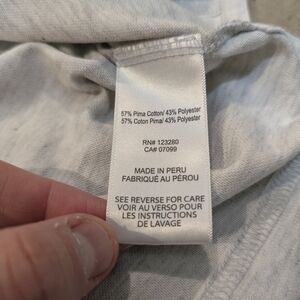 57% Pima Cotton/ 43% Polyester
57% Coton Pima/ 43% Polyester
RN# 123280
CA# 07099
MADE IN PERU
FABRIQUÉ AU PÉROU
SEE REVERSE FOR CARE
VOIR AU VERSO POUR
LES INSTRUCTIONS
DE LAVAGE